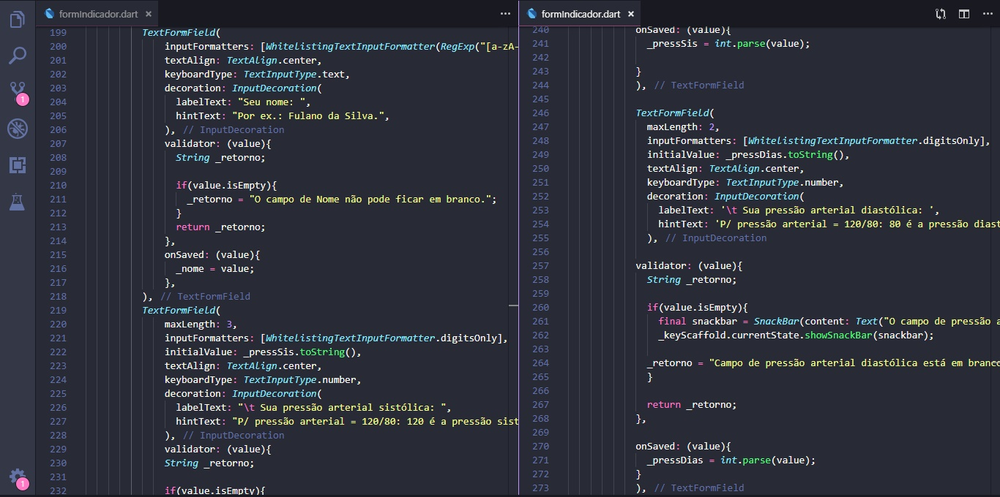 formIndicador.dart ×
199 TextFormField(
200 inputFormatters: [WhitelistingTextInputFormatter(RegExp("[a-zA-
201 textAlign: TextAlign.center,
202 keyboardType: TextInputType.text,
203 decoration: InputDecoration(
204 labelText: "Seu nome: ",
205 hintText: "Por ex.: Fulano da Silva.",
206 ), // InputDecoration
207 validator: (value){
208 String _retorno;
209
210 if(value.isEmpty){
211 _retorno = "O campo de Nome não pode ficar em branco.";
212 }
213 return _retorno;
214 },
215 onSaved: (value){
216 _nome = value;
217 },
218 ), // TextFormField
219 TextFormField(
220 maxLength: 3,
221 inputFormatters: [WhitelistingTextInputFormatter.digitsOnly],
222 initialValue: _pressSis.toString(),
223 textAlign: TextAlign.center,
224 keyboardType: TextInputType.number,
225 decoration: InputDecoration(
226 labelText: "\t Sua pressão arterial sistólica: ",
227 hintText: "P/ pressão arterial = 120/80: 120 é a pressão sist
228 ), // InputDecoration
229 validator: (value){
230 String _retorno;
231
232 if(value.isEmpty){
1
1
formIndicador.dart ×
240 onSaved: (value){
241 _pressSis = int.parse(value);
242
243 }
244 ), // TextFormField
245
246 TextFormField(
247 maxLength: 2,
248 inputFormatters: [WhitelistingTextInputFormatter.digitsOnly],
249 initialValue: _pressDias.toString(),
250 textAlign: TextAlign.center,
251 keyboardType: TextInputType.number,
252 decoration: InputDecoration(
253 labelText: '\t Sua pressão arterial diastólica: ',
254 hintText: 'P/ pressão arterial = 120/80: 80 é a pressão diast
255 ), // InputDecoration
256
257 validator: (value){
258 String _retorno;
259
260 if(value.isEmpty){
261 final snackbar = SnackBar(content: Text("O campo de pressão a
262 _keyScaffold.currentState.showSnackBar(snackbar);
263
264 _retorno = "Campo de pressão arterial diastólica está em branco
265 }
266
267 return _retorno;
268 },
269
270 onSaved: (value){
271 _pressDias = int.parse(value);
272 }
273 ), // TextFormField